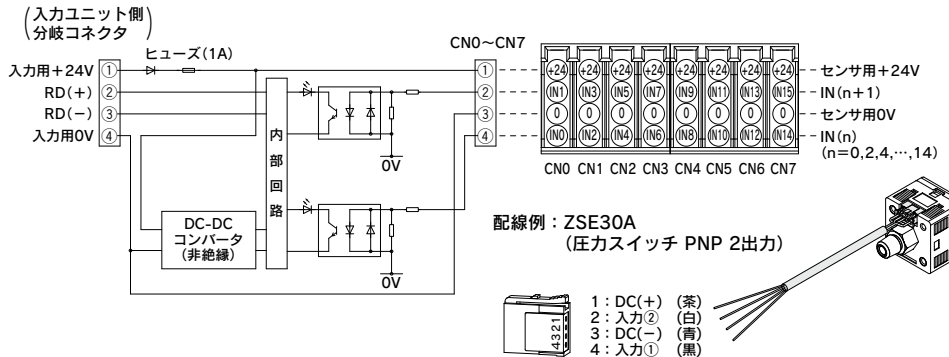 (入力ユニット側
分岐コネクタ)
ヒューズ(1A)
入力用+24V ①
RD(+) ②
RD(−) ③
入力用0V ④
内部回路
DC-DC
コンバータ
(非絶縁)
0V
0V
CN0~CN7
①
②
③
④
+24 +24 +24 +24 +24 +24 +24 +24
IN1 IN3 IN5 IN7 IN9 IN11 IN13 IN15
0 0 0 0 0 0 0 0
IN0 IN2 IN4 IN6 IN8 IN10 IN12 IN14
CN0 CN1 CN2 CN3 CN4 CN5 CN6 CN7
センサ用+24V
IN(n+1)
センサ用0V
IN(n)
(n=0,2,4,…,14)
配線例:ZSE30A
(圧力スイッチ PNP 2出力)
4321
1:DC(+) (茶)
2:入力② (白)
3:DC(−) (青)
4:入力① (黒)